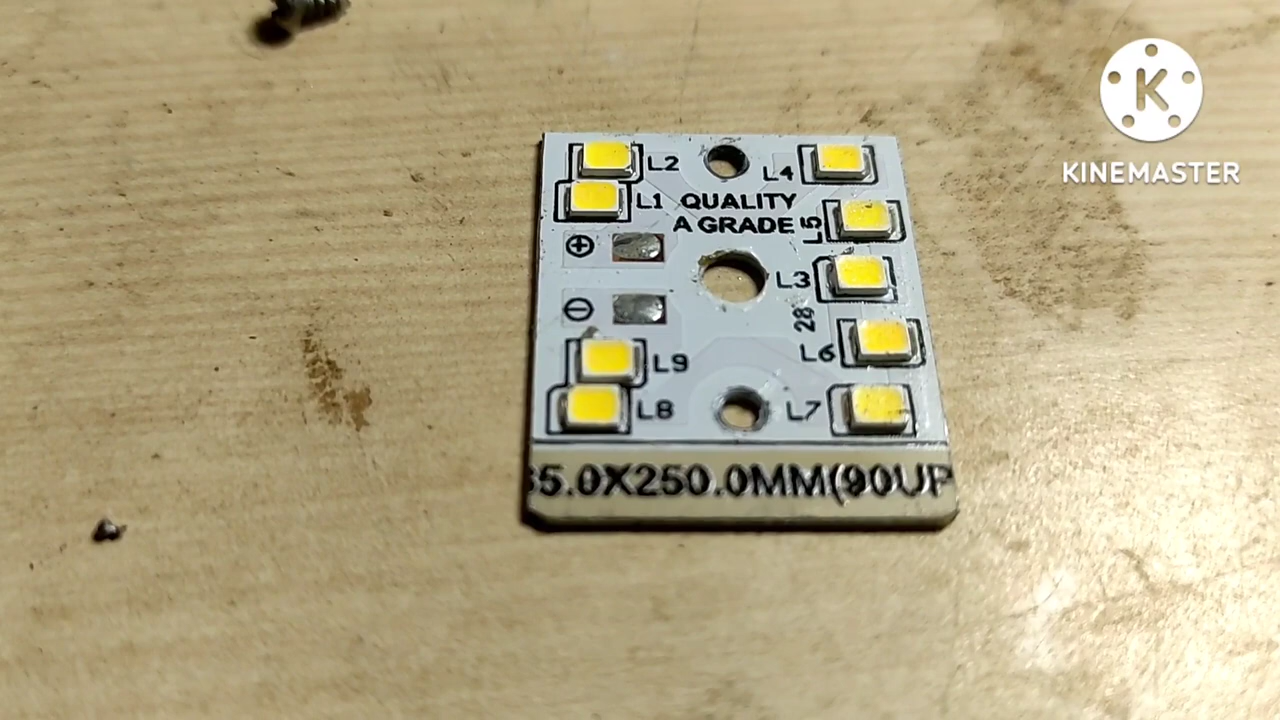 K
KINEMASTER
L2
L4
L1
QUALITY
A GRADE
L5
+
L3
−
28
L6
L9
L8
L7
5.0X250.0MM(90UP